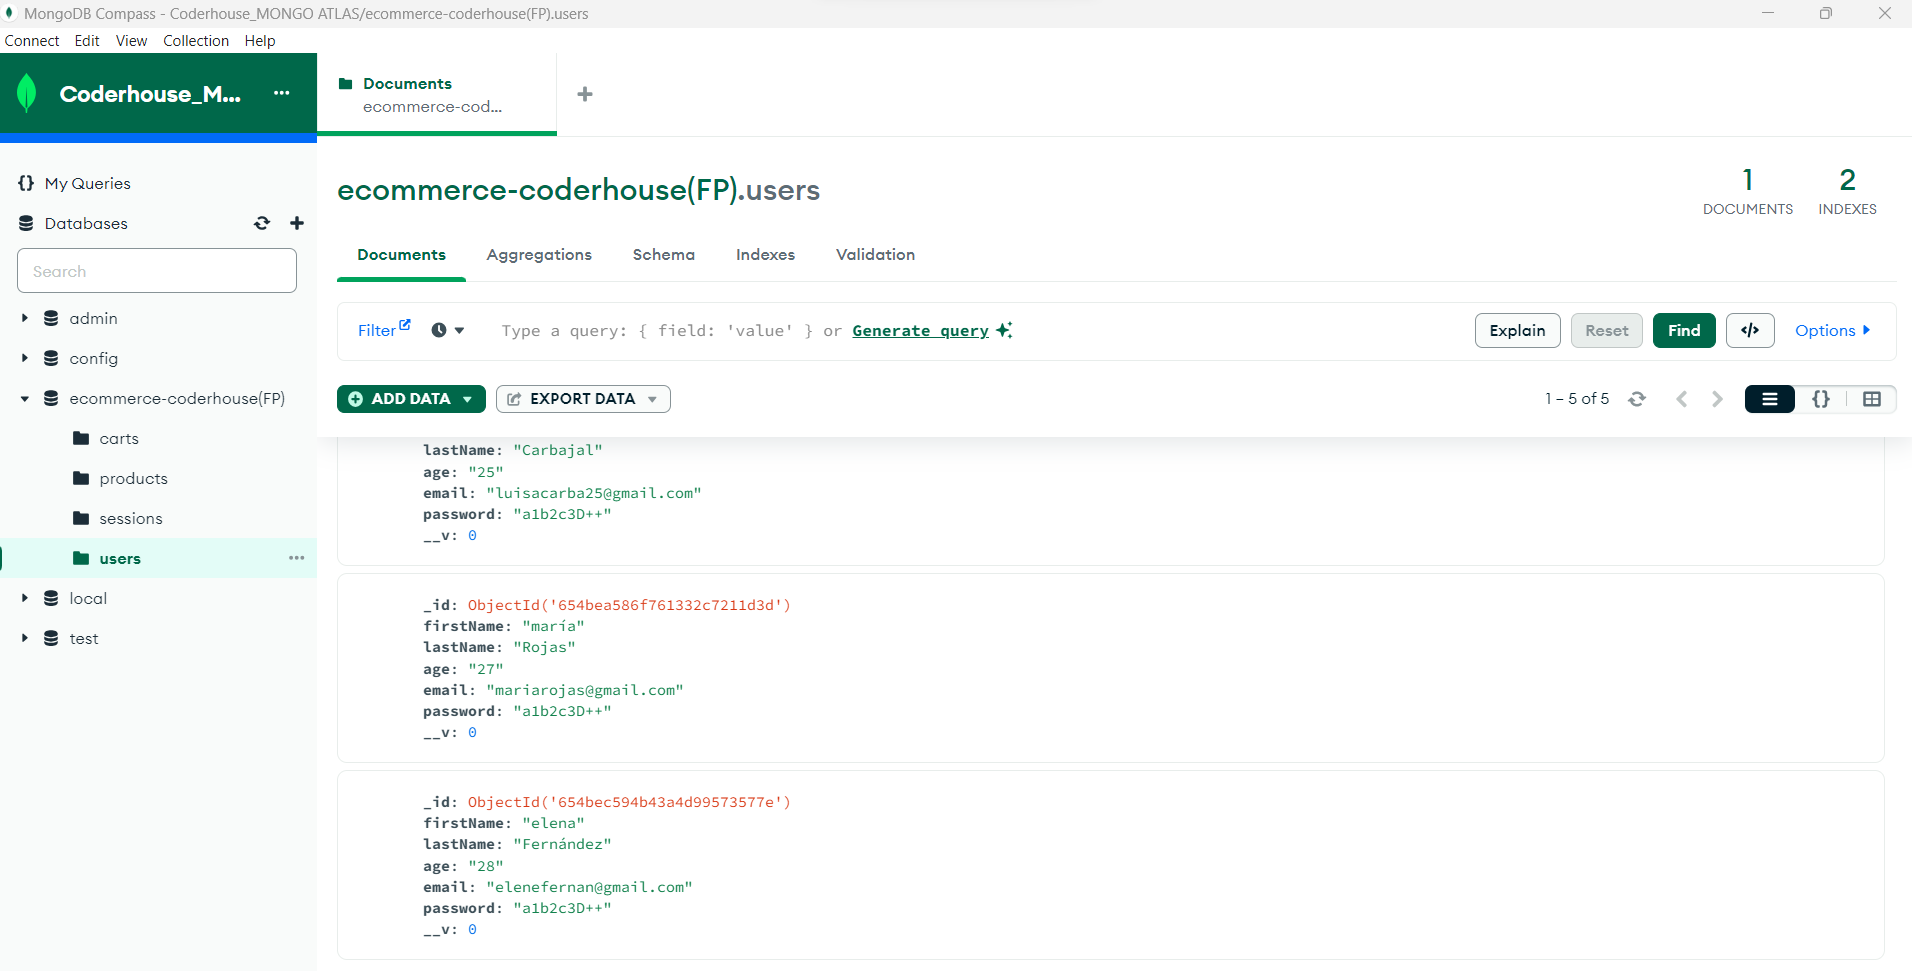 MongoDB Compass - Coderhouse_MONGO ATLAS/ecommerce-coderhouse(FP).users
Connect Edit View Collection Help
Coderhouse_M... ...
Documents
ecommerce-cod...
+
{} My Queries
Databases
Search
admin
config
ecommerce-coderhouse(FP)
carts
products
sessions
users ...
local
test
ecommerce-coderhouse(FP).users
1
DOCUMENTS
2
INDEXES
Documents Aggregations Schema Indexes Validation
Filter Type a query: { field: 'value' } or Generate query Explain Reset Find </> Options
ADD DATA EXPORT DATA 1 – 5 of 5 {}
lastName: "Carbajal"
age: "25"
email: "luisacarba25@gmail.com"
password: "a1b2c3D++"
__v: 0
_id: ObjectId('654bea586f761332c7211d3d')
firstName: "maría"
lastName: "Rojas"
age: "27"
email: "mariarojas@gmail.com"
password: "a1b2c3D++"
__v: 0
_id: ObjectId('654bec594b43a4d99573577e')
firstName: "elena"
lastName: "Fernández"
age: "28"
email: "elenefernan@gmail.com"
password: "a1b2c3D++"
__v: 0